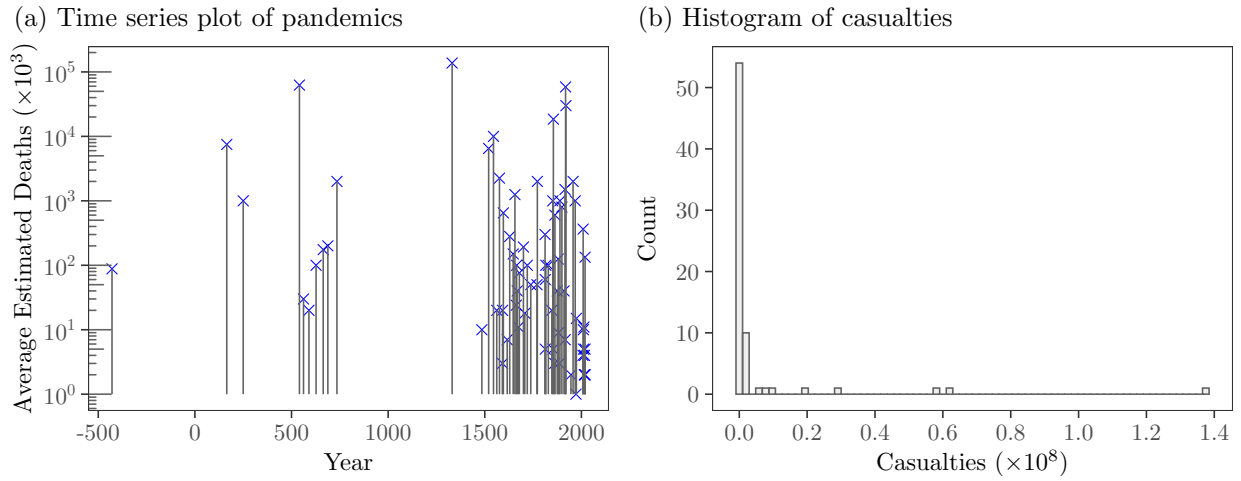 (a) Time series plot of pandemics
Average Estimated Deaths (×10³)
10⁵
10⁴
10³
10²
10¹
10⁰
-500 0 500 1000 1500 2000
Year
(b) Histogram of casualties
Count
50
40
30
20
10
0
0.0 0.2 0.4 0.6 0.8 1.0 1.2 1.4
Casualties (×10⁸)